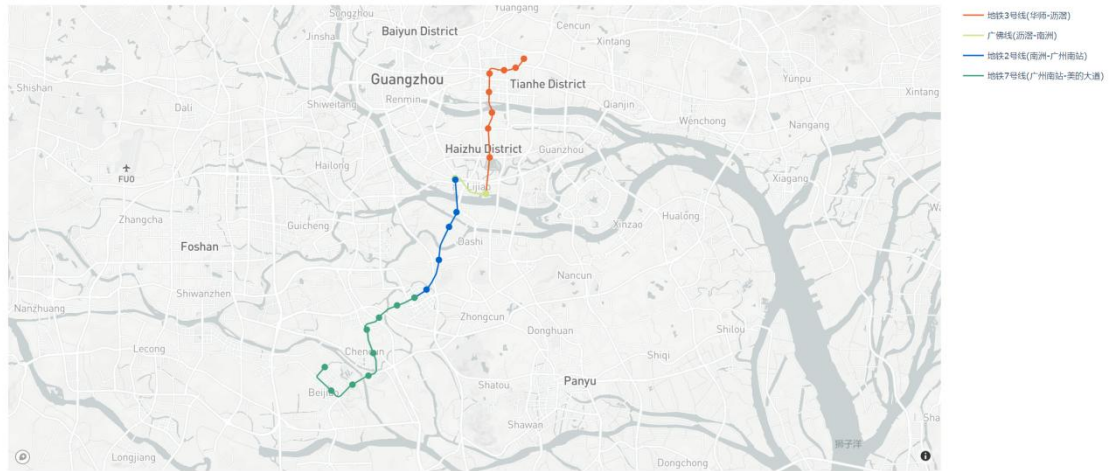 Songzhou
Yuangang
Jinsha
Baiyun District
Cencun
Xintang
Shishan
Guangzhou
Tianhe District
Yunpu
Xintang
Dali
Renmin
Shiweitang
Qianjin
Wenchong
Nangang
Haizhu District
Guanzhou
FUO
Hailong
Lijiao
Xiagang
Zhangcha
Guicheng
Xinzao
Hualong
Foshan
Dashi
Nancun
Shiwanzhen
Nanzhuang
Zhongcun
Donghuan
Shilou
Lecong
Shiqi
Shatou
Panyu
Shawan
Longjiang
Dongchong
狮子洋
地铁3号线(华师-沥滘)
广佛线(沥滘-南洲)
地铁2号线(南洲-广州南站)
地铁7号线(广州南站-美的大道)